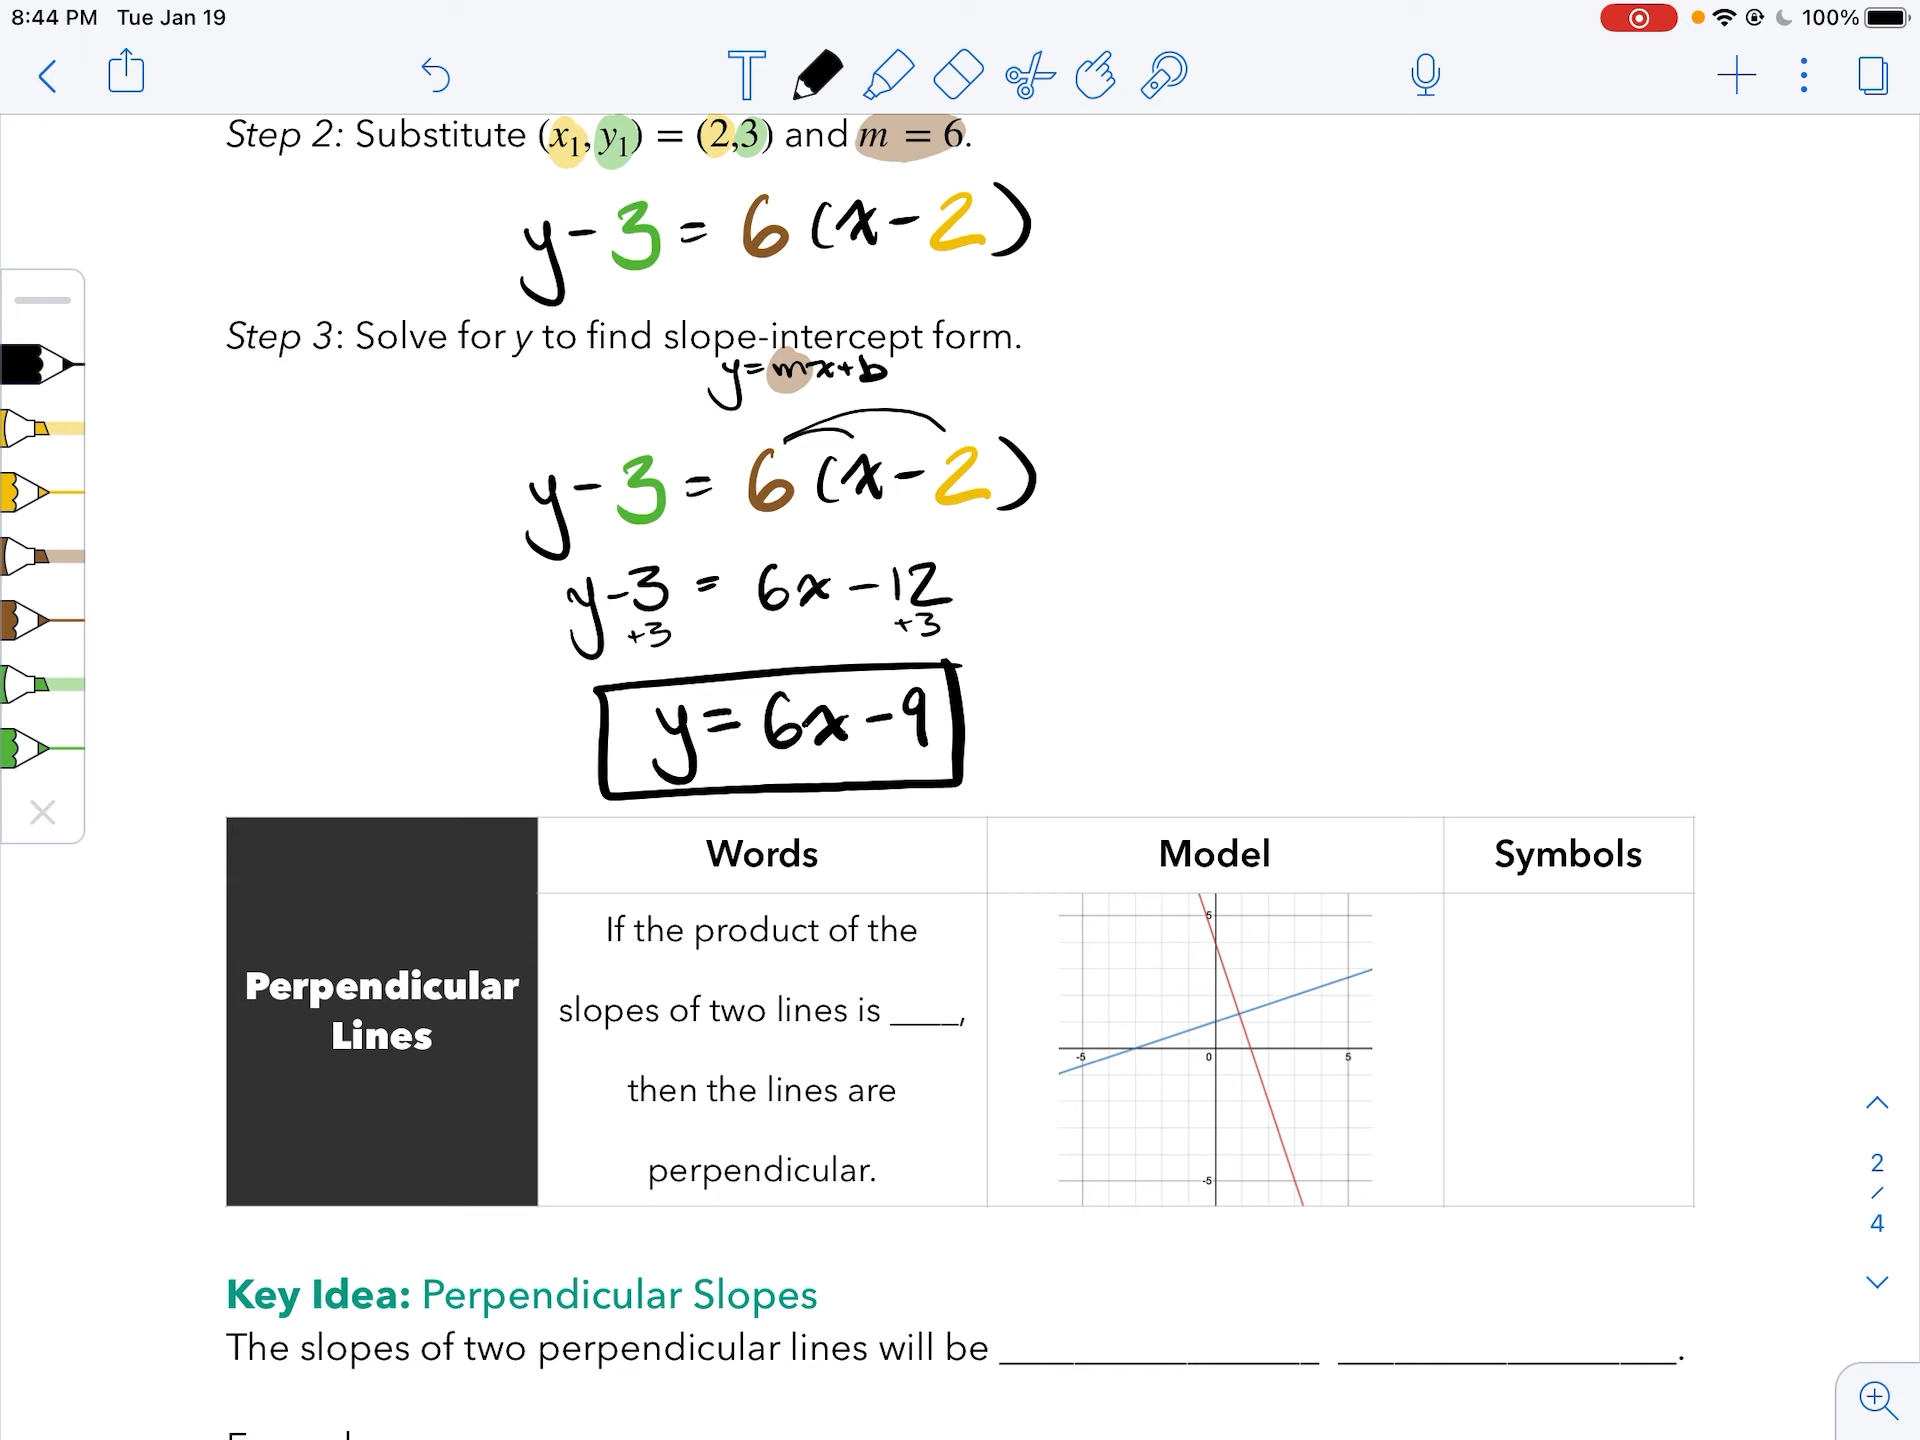 8:44 PM Tue Jan 19
100%
T
Step 2: Substitute (x₁, y₁) = (2,3) and m = 6.
y-3 = 6(x-2)
Step 3: Solve for y to find slope-intercept form.
y=mx+b
y-3 = 6(x-2)
y-3 = 6x-12
+3 +3
y=6x-9
Words Model Symbols
Perpendicular
Lines
If the product of the
slopes of two lines is ____,
then the lines are
perpendicular.
5
-5 0 5
-5
2
/
4
Key Idea: Perpendicular Slopes
The slopes of two perpendicular lines will be ________________ _________________.